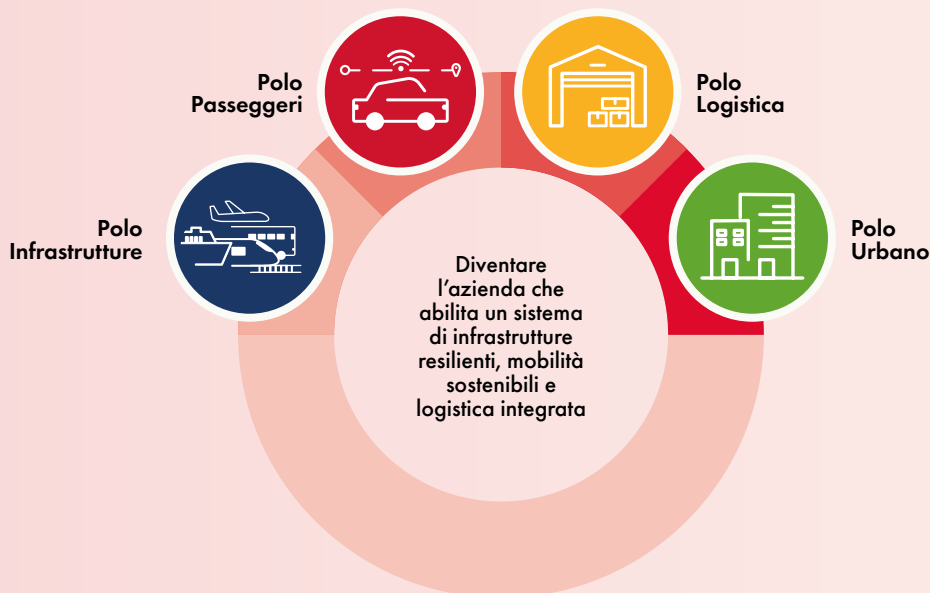 Polo
Passeggeri
Polo
Logistica
Polo
Infrastrutture
Polo
Urbano
Diventare
l’azienda che
abilita un sistema
di infrastrutture
resilienti, mobilità
sostenibili e
logistica integrata